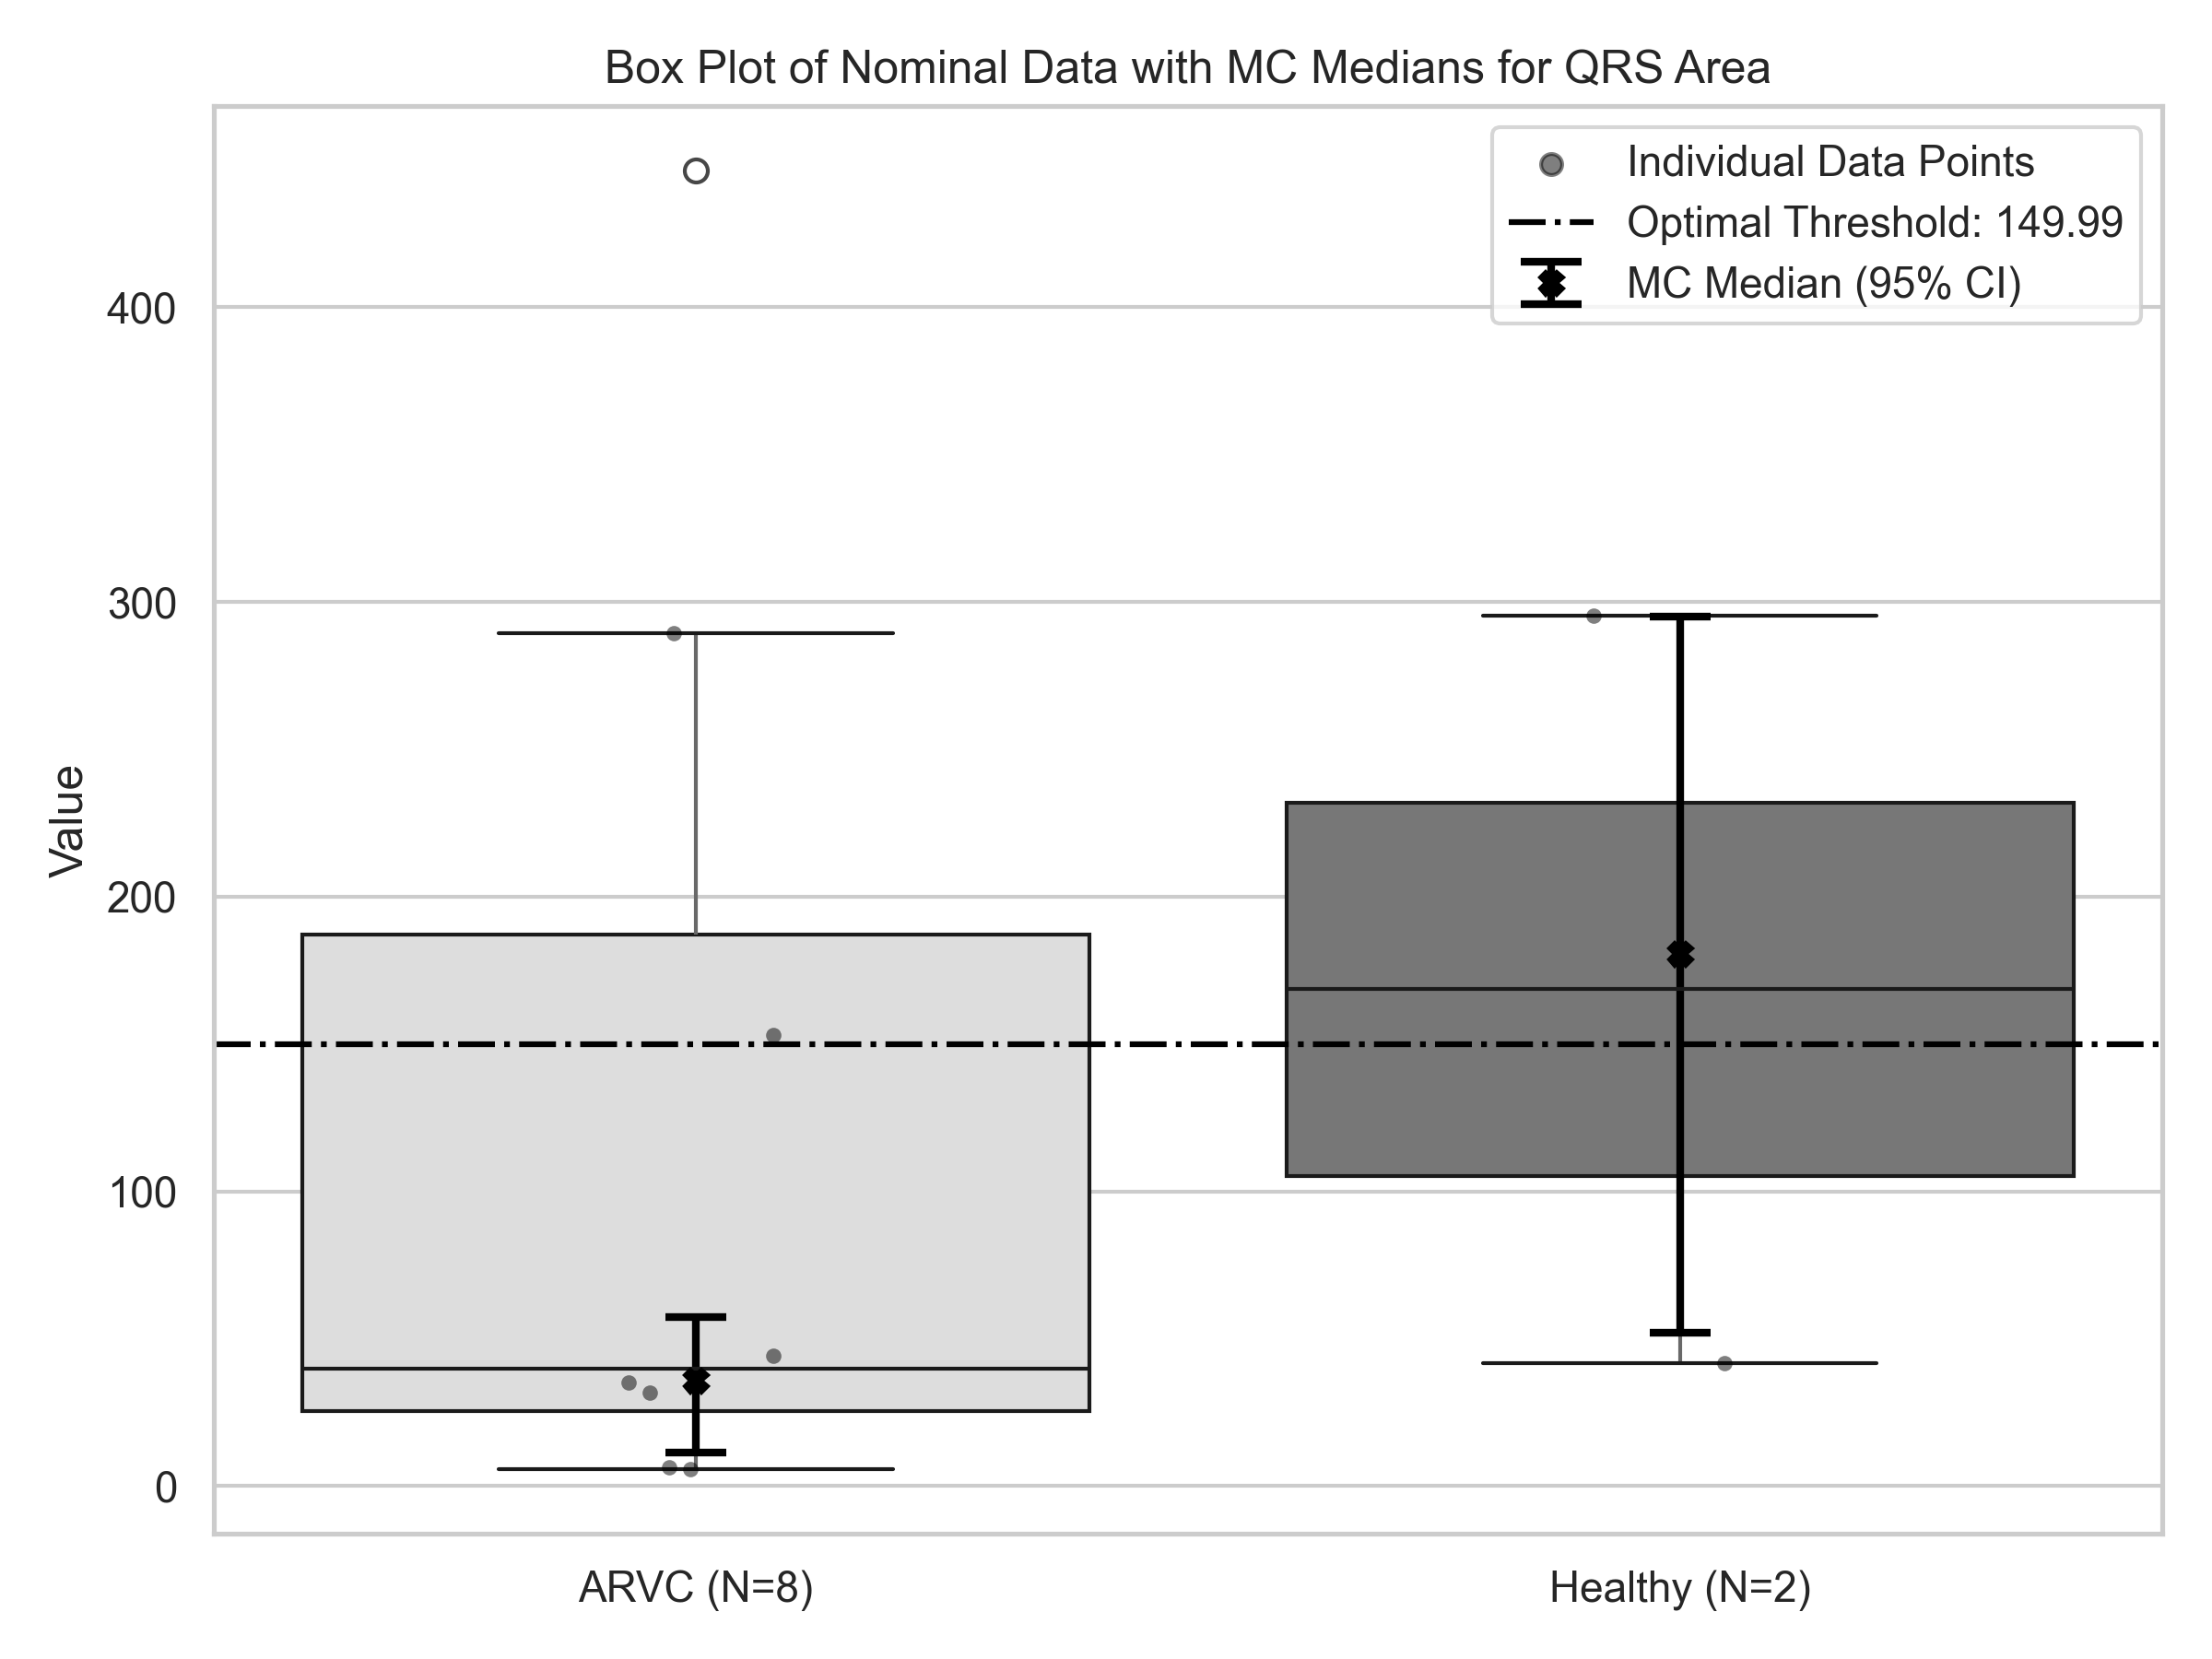 Box Plot of Nominal Data with MC Medians for QRS Area
Individual Data Points
Optimal Threshold: 149.99
MC Median (95% CI)
Value
400
300
200
100
0
ARVC (N=8)
Healthy (N=2)